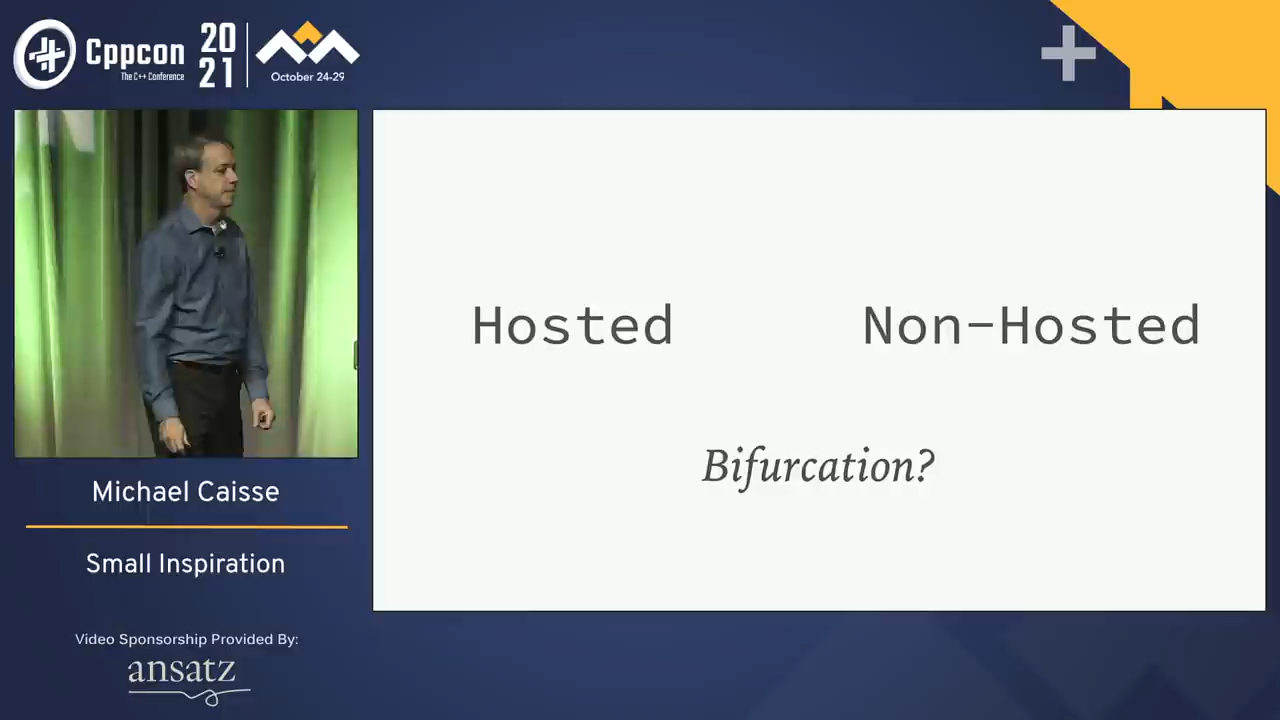 Cppcon
The C++ Conference
20
21
October 24-29
Hosted
Non-Hosted
Bifurcation?
Michael Caisse
Small Inspiration
Video Sponsorship Provided By:
ansatz